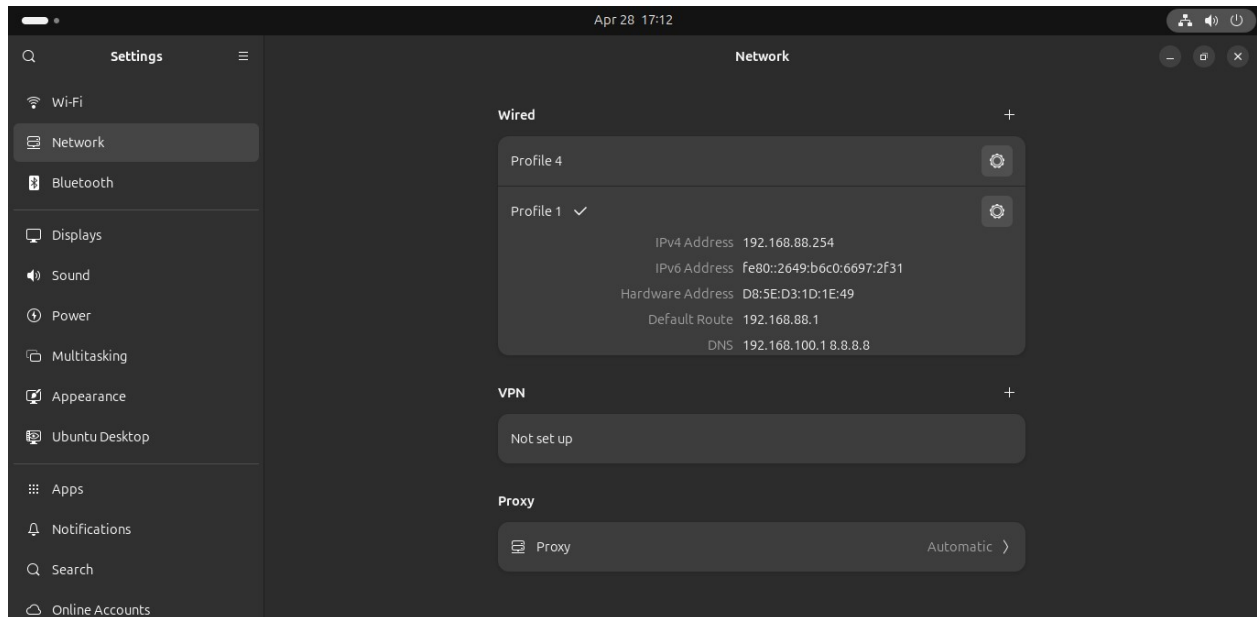 Apr 28 17:12
Settings
Network
Wi-Fi
Network
Bluetooth
Displays
Sound
Power
Multitasking
Appearance
Ubuntu Desktop
Apps
Notifications
Search
Online Accounts
Wired
Profile 4
Profile 1
IPv4 Address 192.168.88.254
IPv6 Address fe80::2649:b6c0:6697:2f31
Hardware Address D8:5E:D3:1D:1E:49
Default Route 192.168.88.1
DNS 192.168.100.1 8.8.8.8
VPN
Not set up
Proxy
Proxy Automatic